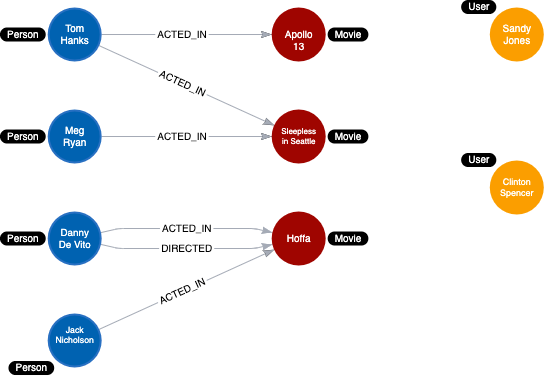 User
Person
Tom
Hanks
ACTED_IN
Apollo
13
Movie
Sandy
Jones
ACTED_IN
Person
Meg
Ryan
ACTED_IN
Sleepless
in Seattle
Movie
User
Clinton
Spencer
Person
Danny
De Vito
ACTED_IN
DIRECTED
Hoffa
Movie
ACTED_IN
Jack
Nicholson
Person